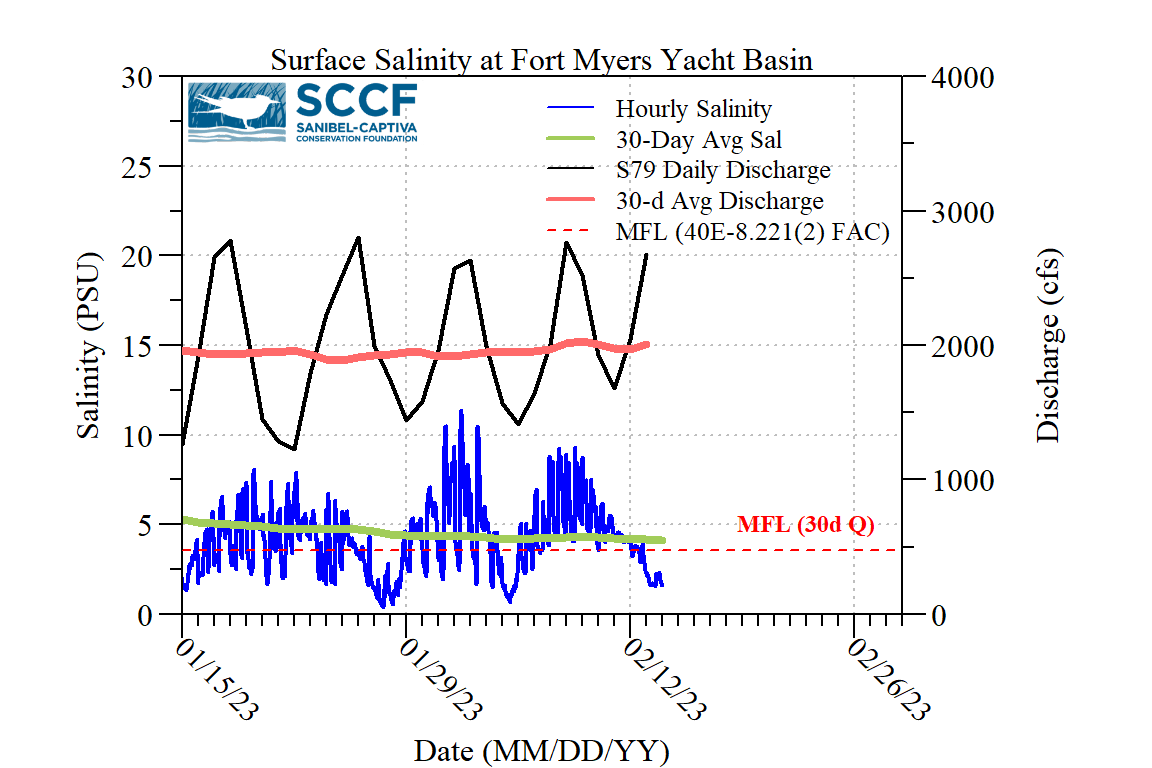 Surface Salinity at Fort Myers Yacht Basin
SCCF
SANIBEL-CAPTIVA
CONSERVATION FOUNDATION
Hourly Salinity
30-Day Avg Sal
S79 Daily Discharge
30-d Avg Discharge
MFL (40E-8.221(2) FAC)
30
25
20
15
10
5
0
Salinity (PSU)
4000
3000
2000
1000
0
Discharge (cfs)
MFL (30d Q)
01/15/23
01/29/23
02/12/23
02/26/23
Date (MM/DD/YY)